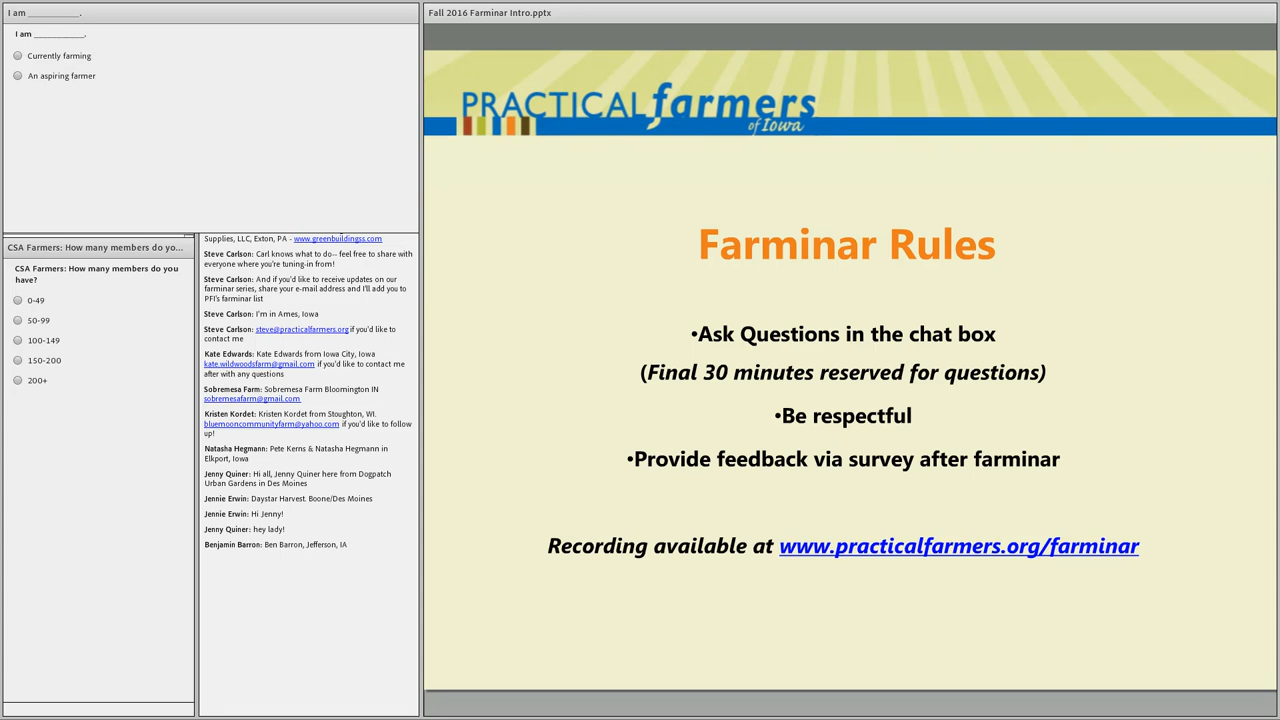 I am _________.
I am ___________.
Currently farming
An aspiring farmer
CSA Farmers: How many members do yo...
CSA Farmers: How many members do you
have?
0-49
50-99
100-149
150-200
200+
Supplies, LLC, Exton, PA - www.greenbuildingss.com
Steve Carlson: Carl knows what to do-- feel free to share with
everyone where you're tuning-in from!
Steve Carlson: And if you'd like to receive updates on our
farminar series, share your e-mail address and I'll add you to
PFI's farminar list
Steve Carlson: I'm in Ames, Iowa
Steve Carlson: steve@practicalfarmers.org if you'd like to
contact me
Kate Edwards: Kate Edwards from Iowa City, Iowa
kate.wildwoodsfarm@gmail.com if you'd like to contact me
after with any questions
Sobremesa Farm: Sobremesa Farm Bloomington IN
sobremesafarm@gmail.com
Kristen Kordet: Kristen Kordet from Stoughton, WI.
bluemooncommunityfarm@yahoo.com if you'd like to follow
up!
Natasha Hegmann: Pete Kerns & Natasha Hegmann in
Elkport, Iowa
Jenny Quiner: Hi all, Jenny Quiner here from Dogpatch
Urban Gardens in Des Moines
Jennie Erwin: Daystar Harvest. Boone/Des Moines
Jennie Erwin: Hi Jenny!
Jenny Quiner: hey lady!
Benjamin Barron: Ben Barron, Jefferson, IA
Fall 2016 Farminar Intro.pptx
PRACTICAL farmers
of Iowa
Farminar Rules
•Ask Questions in the chat box
(Final 30 minutes reserved for questions)
•Be respectful
•Provide feedback via survey after farminar
Recording available at www.practicalfarmers.org/farminar